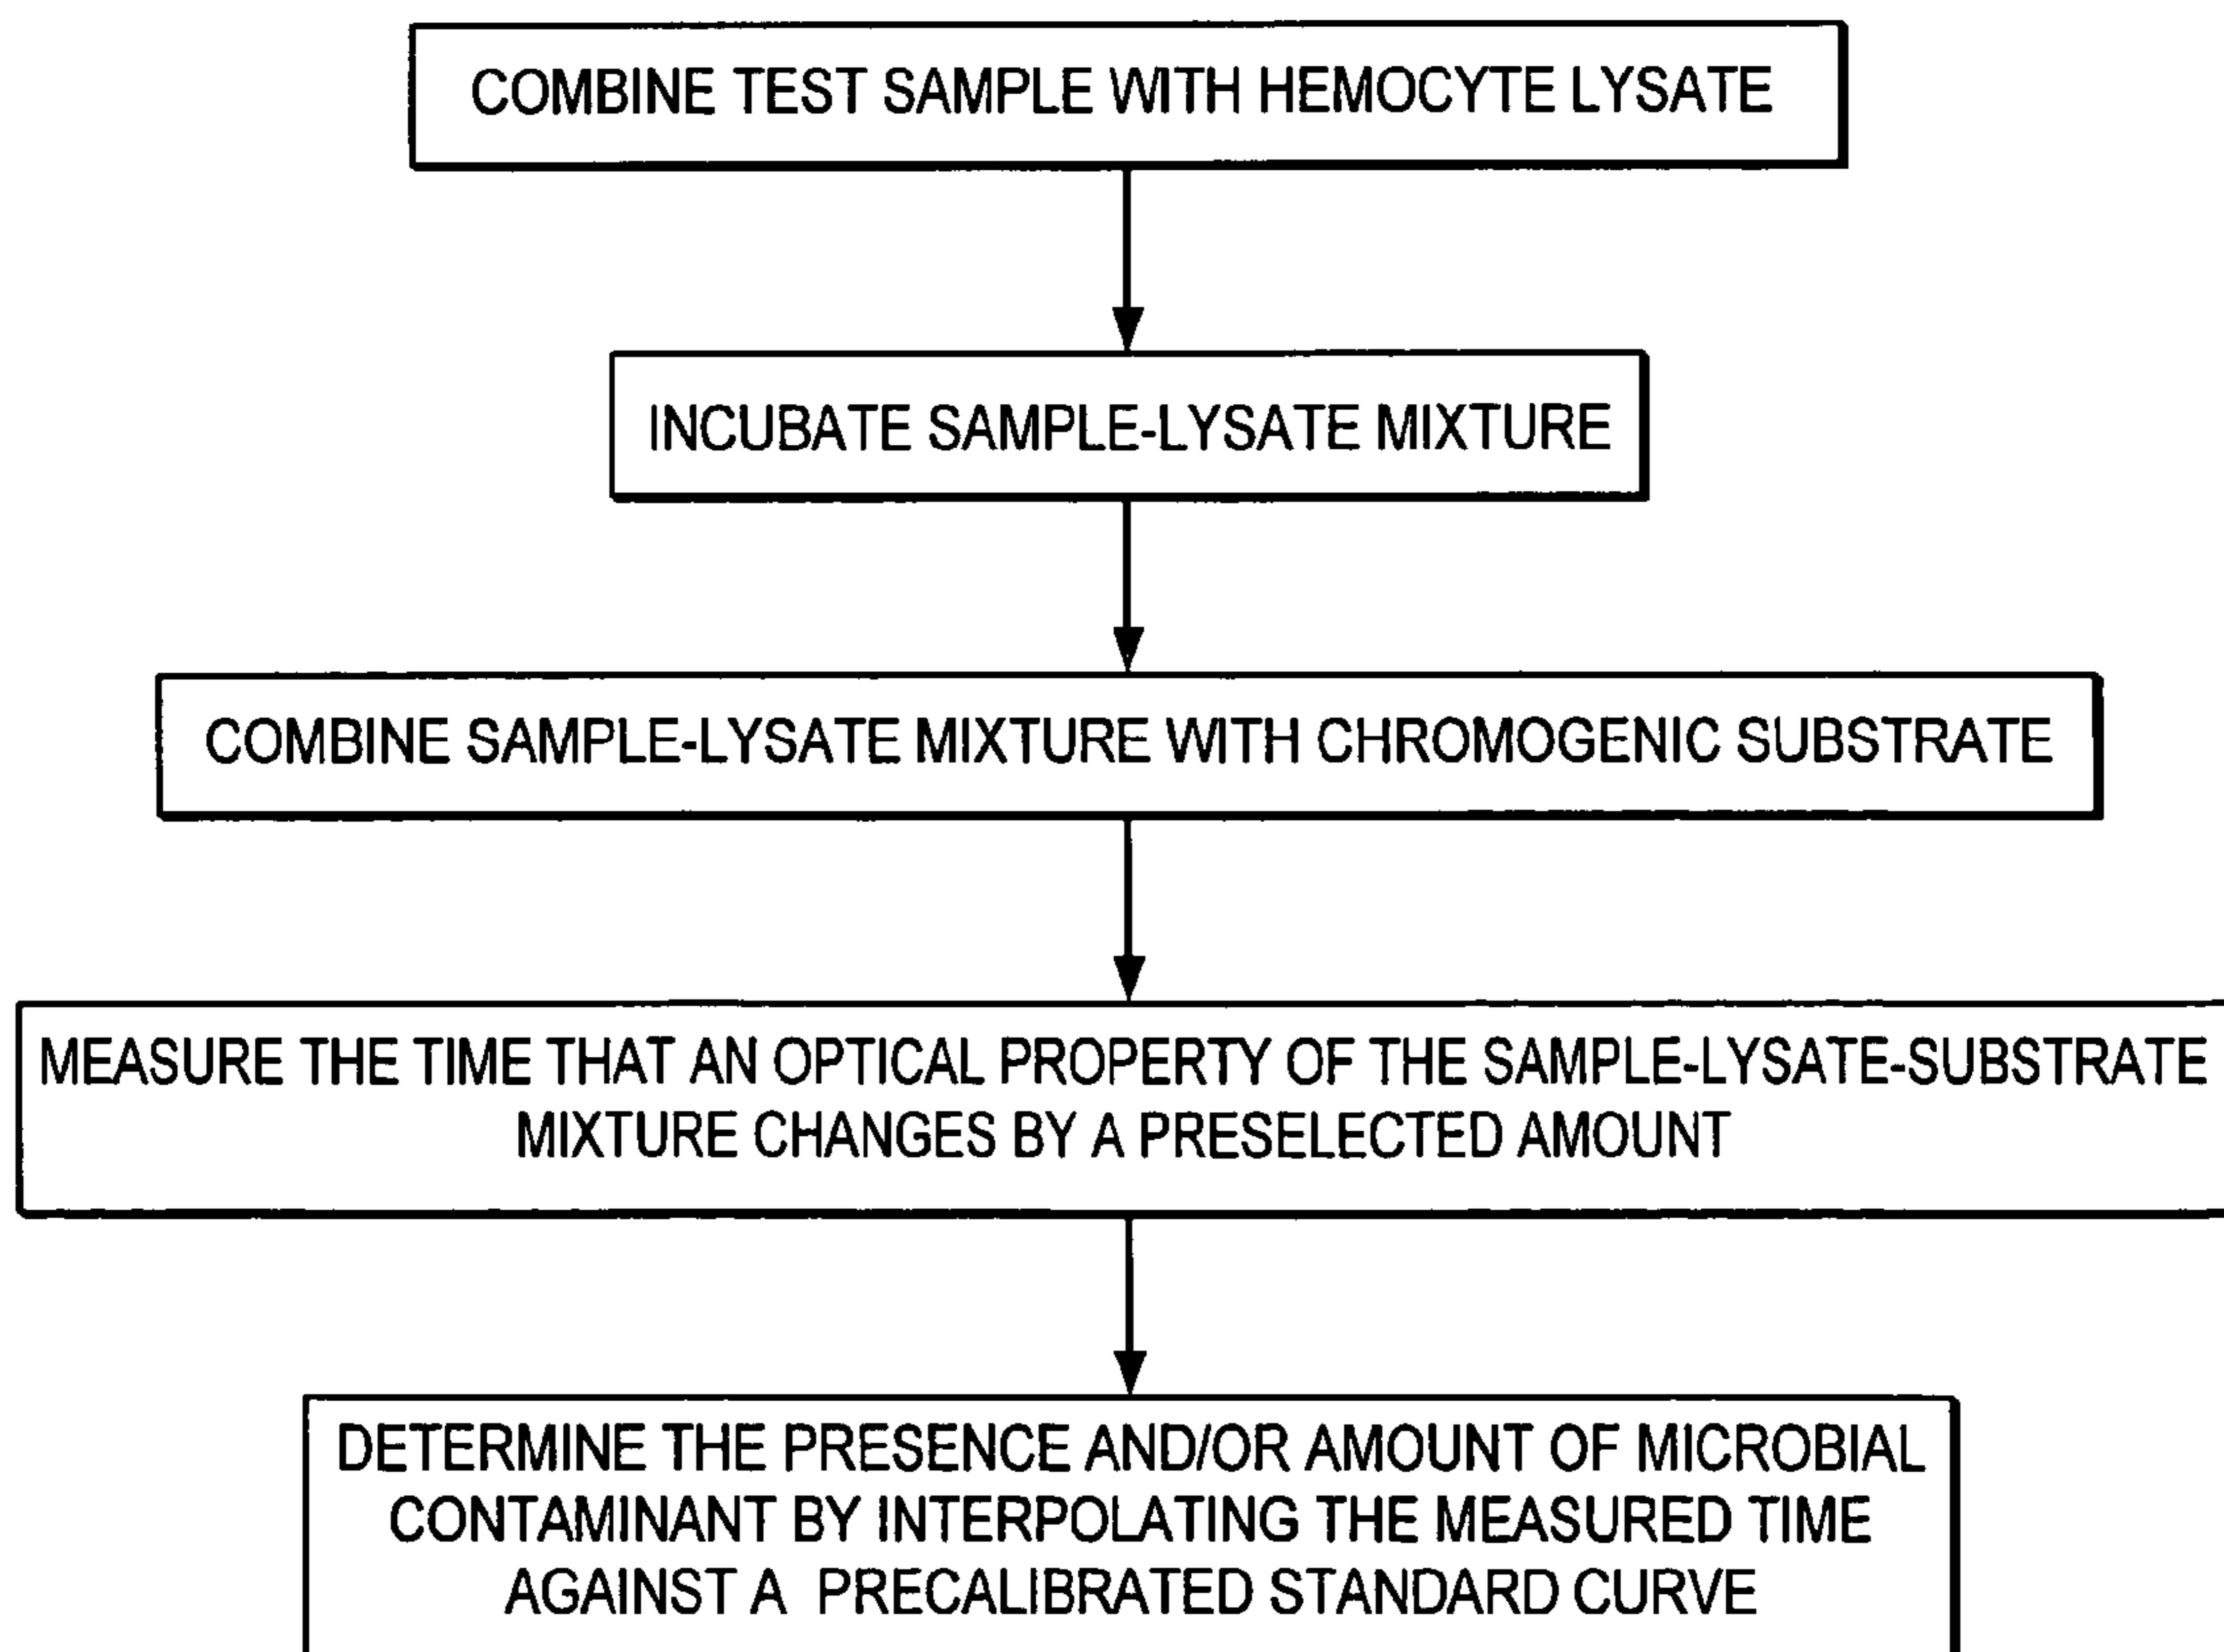 COMBINE TEST SAMPLE WITH HEMOCYTE LYSATE
INCUBATE SAMPLE-LYSATE MIXTURE
COMBINE SAMPLE-LYSATE MIXTURE WITH CHROMOGENIC SUBSTRATE
MEASURE THE TIME THAT AN OPTICAL PROPERTY OF THE SAMPLE-LYSATE-SUBSTRATE
MIXTURE CHANGES BY A PRESELECTED AMOUNT
DETERMINE THE PRESENCE AND/OR AMOUNT OF MICROBIAL
CONTAMINANT BY INTERPOLATING THE MEASURED TIME
AGAINST A PRECALIBRATED STANDARD CURVE